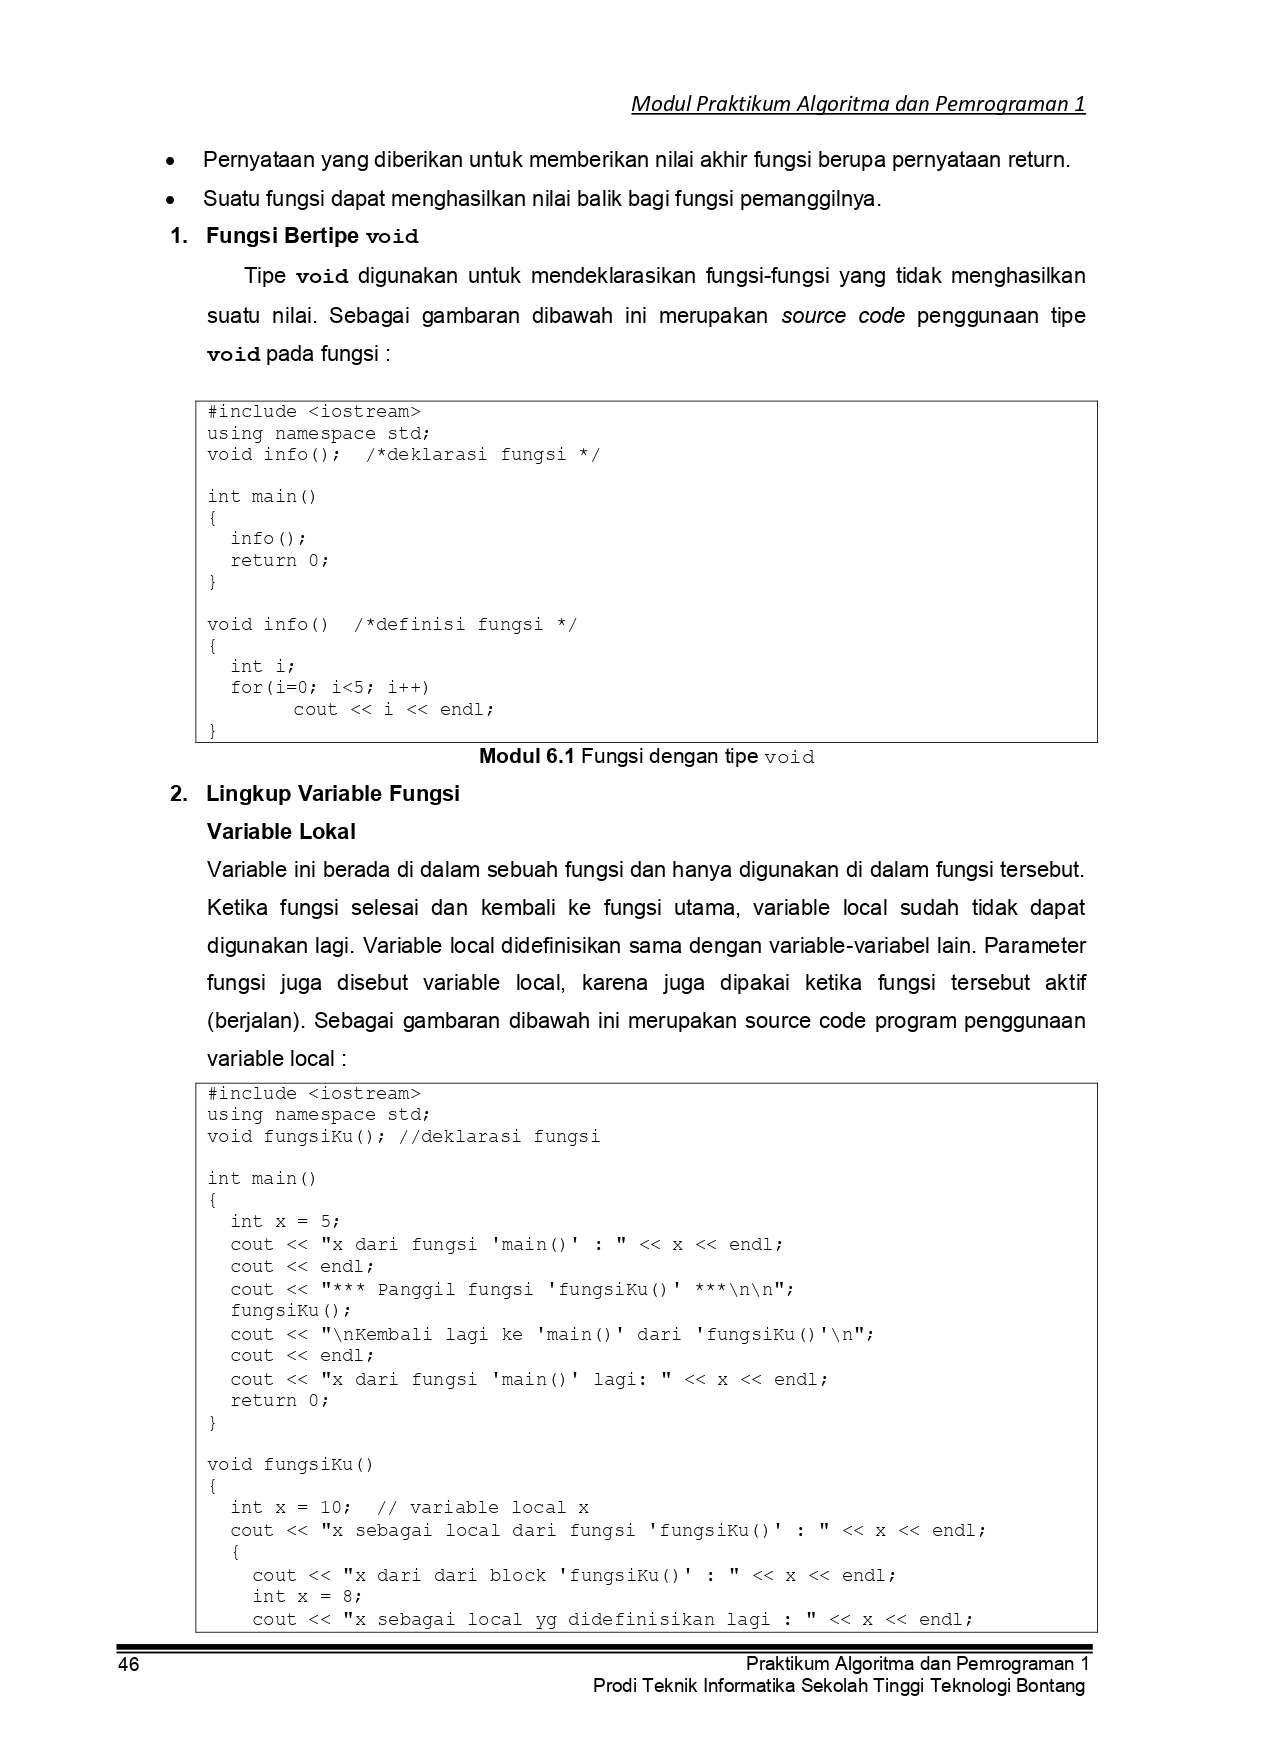 Modul Praktikum Algoritma dan Pemrograman 1
• Pernyataan yang diberikan untuk memberikan nilai akhir fungsi berupa pernyataan return.
• Suatu fungsi dapat menghasilkan nilai balik bagi fungsi pemanggilnya.
1. Fungsi Bertipe void
Tipe void digunakan untuk mendeklarasikan fungsi-fungsi yang tidak menghasilkan
suatu nilai. Sebagai gambaran dibawah ini merupakan source code penggunaan tipe
void pada fungsi :
#include <iostream>
using namespace std;
void info();  /*deklarasi fungsi */
int main()
{
  info();
  return 0;
}
void info()  /*definisi fungsi */
{
  int i;
  for(i=0; i<5; i++)
       cout << i << endl;
}
Modul 6.1 Fungsi dengan tipe void
2. Lingkup Variable Fungsi
Variable Lokal
Variable ini berada di dalam sebuah fungsi dan hanya digunakan di dalam fungsi tersebut.
Ketika fungsi selesai dan kembali ke fungsi utama, variable local sudah tidak dapat
digunakan lagi. Variable local didefinisikan sama dengan variable-variabel lain. Parameter
fungsi juga disebut variable local, karena juga dipakai ketika fungsi tersebut aktif
(berjalan). Sebagai gambaran dibawah ini merupakan source code program penggunaan
variable local :
#include <iostream>
using namespace std;
void fungsiKu(); //deklarasi fungsi
int main()
{
  int x = 5;
  cout << "x dari fungsi 'main()' : " << x << endl;
  cout << endl;
  cout << "*** Panggil fungsi 'fungsiKu()' ***\n\n";
  fungsiKu();
  cout << "\nKembali lagi ke 'main()' dari 'fungsiKu()'\n";
  cout << endl;
  cout << "x dari fungsi 'main()' lagi: " << x << endl;
  return 0;
}
void fungsiKu()
{
  int x = 10;  // variable local x
  cout << "x sebagai local dari fungsi 'fungsiKu()' : " << x << endl;
  {
    cout << "x dari dari block 'fungsiKu()' : " << x << endl;
    int x = 8;
    cout << "x sebagai local yg didefinisikan lagi : " << x << endl;
46
Praktikum Algoritma dan Pemrograman 1
Prodi Teknik Informatika Sekolah Tinggi Teknologi Bontang